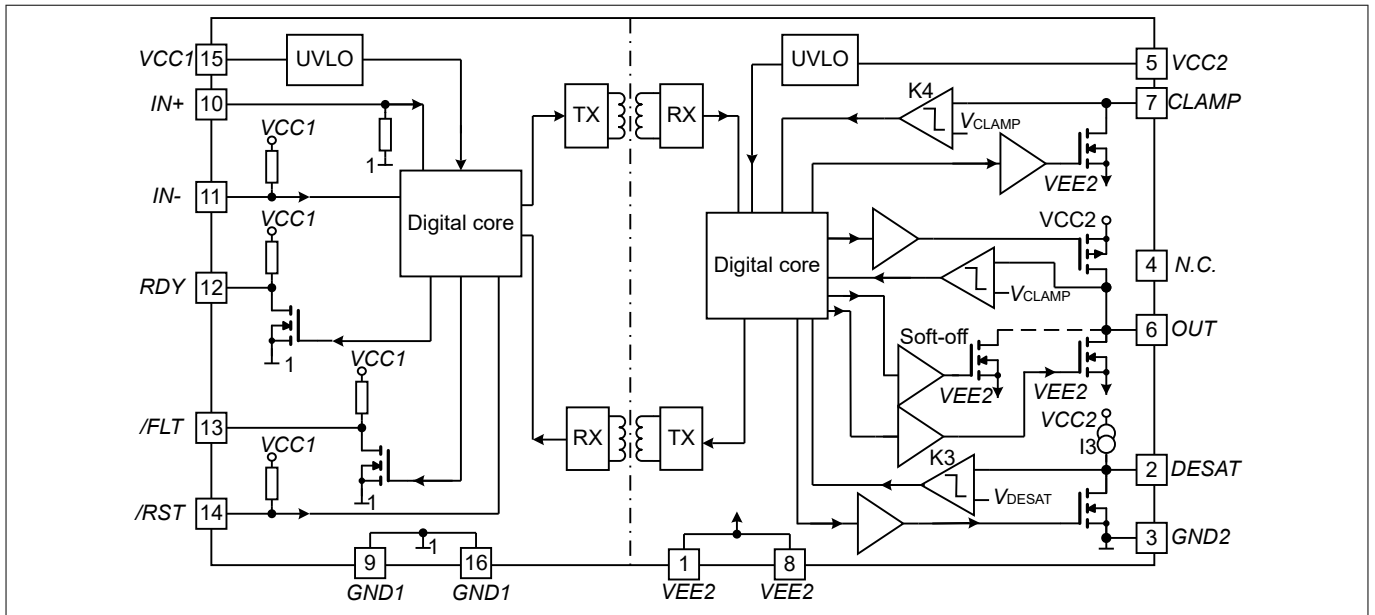 VCC1
15
UVLO
UVLO
5
VCC2
IN+
10
TX
RX
K4
7
CLAMP
VCLAMP
VCC1
1
VEE2
IN-
11
Digital core
VCC1
VCC2
Digital core
4
N.C.
RDY
12
VCLAMP
1
VCC1
Soft-off
6
OUT
VEE2
VEE2
/FLT
13
VCC1
RX
TX
VCC2
I3
K3
2
DESAT
1
VDESAT
/RST
14
1
3
GND2
9
16
1
8
GND1
GND1
VEE2
VEE2